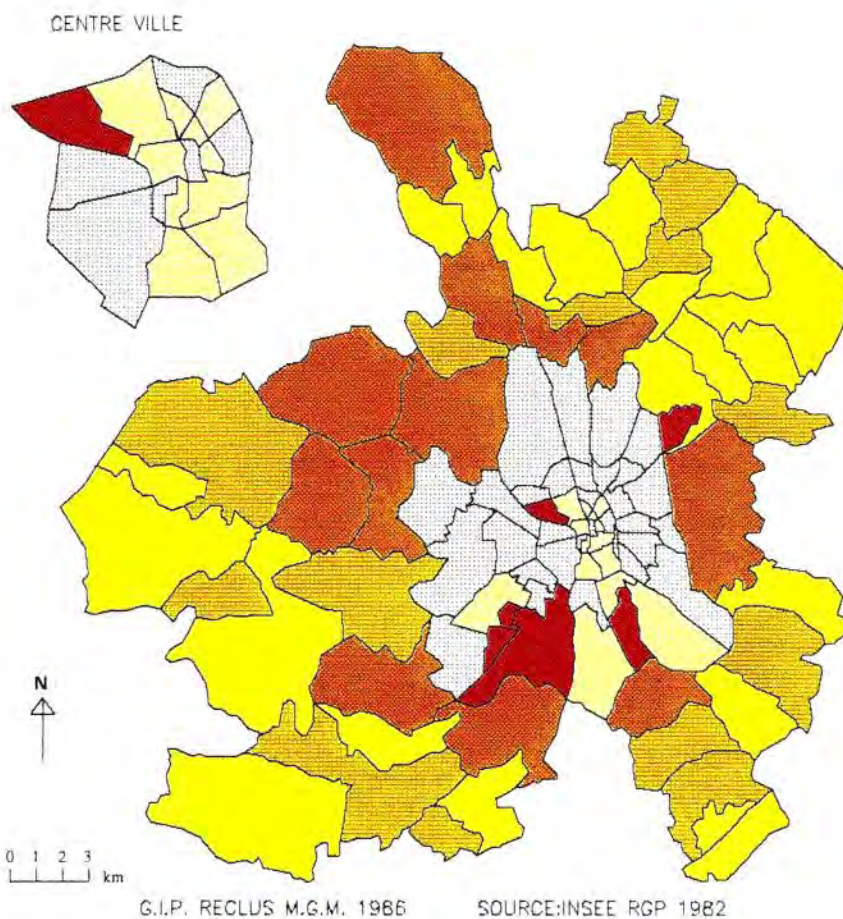 CENTRE VILLE
N
0 1 2 3
km
G.I.P. RECLUS M.G.M. 1986 SOURCE:INSEE RGP 1982